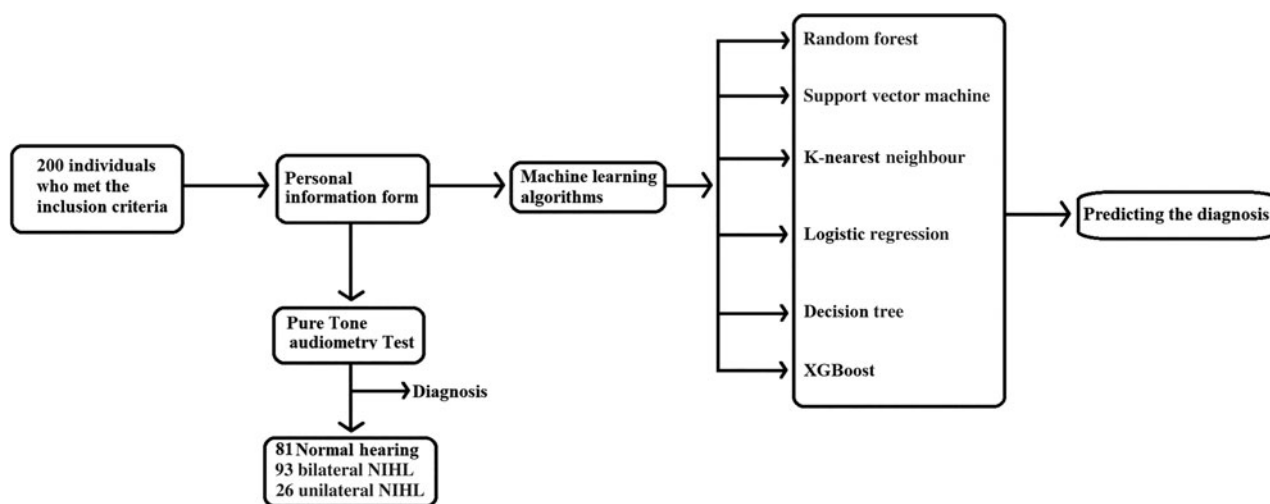 200 individuals
who met the
inclusion criteria
Personal
information form
Machine learning
algorithms
Random forest
Support vector machine
K-nearest neighbour
Logistic regression
Decision tree
XGBoost
Predicting the diagnosis
Pure Tone
audiometry Test
Diagnosis
81 Normal hearing
93 bilateral NIHL
26 unilateral NIHL